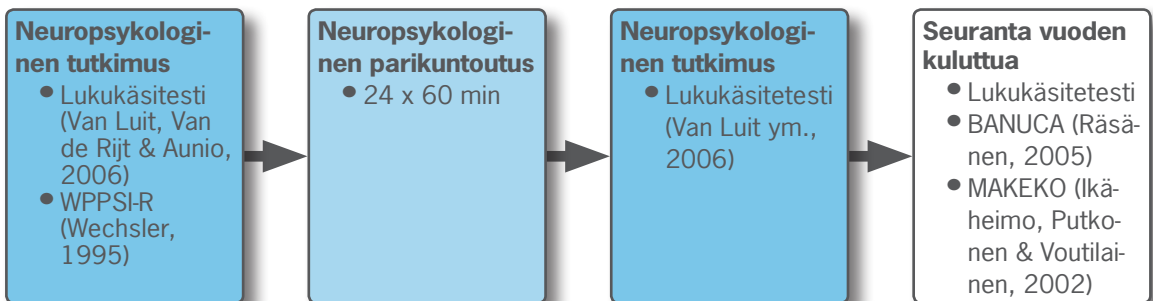 Neuropsykologi-
nen tutkimus
• Lukukäsitesti
(Van Luit, Van
de Rijt & Aunio,
2006)
• WPPSI-R
(Wechsler,
1995)
Neuropsykologi-
nen parikuntoutus
• 24 x 60 min
Neuropsykologi-
nen tutkimus
• Lukukäsitetesti
(Van Luit ym.,
2006)
Seuranta vuoden
kuluttua
• Lukukäsitetesti
• BANUCA (Räsä-
nen, 2005)
• MAKEKO (Ikä-
heimo, Putko-
nen & Voutilai-
nen, 2002)